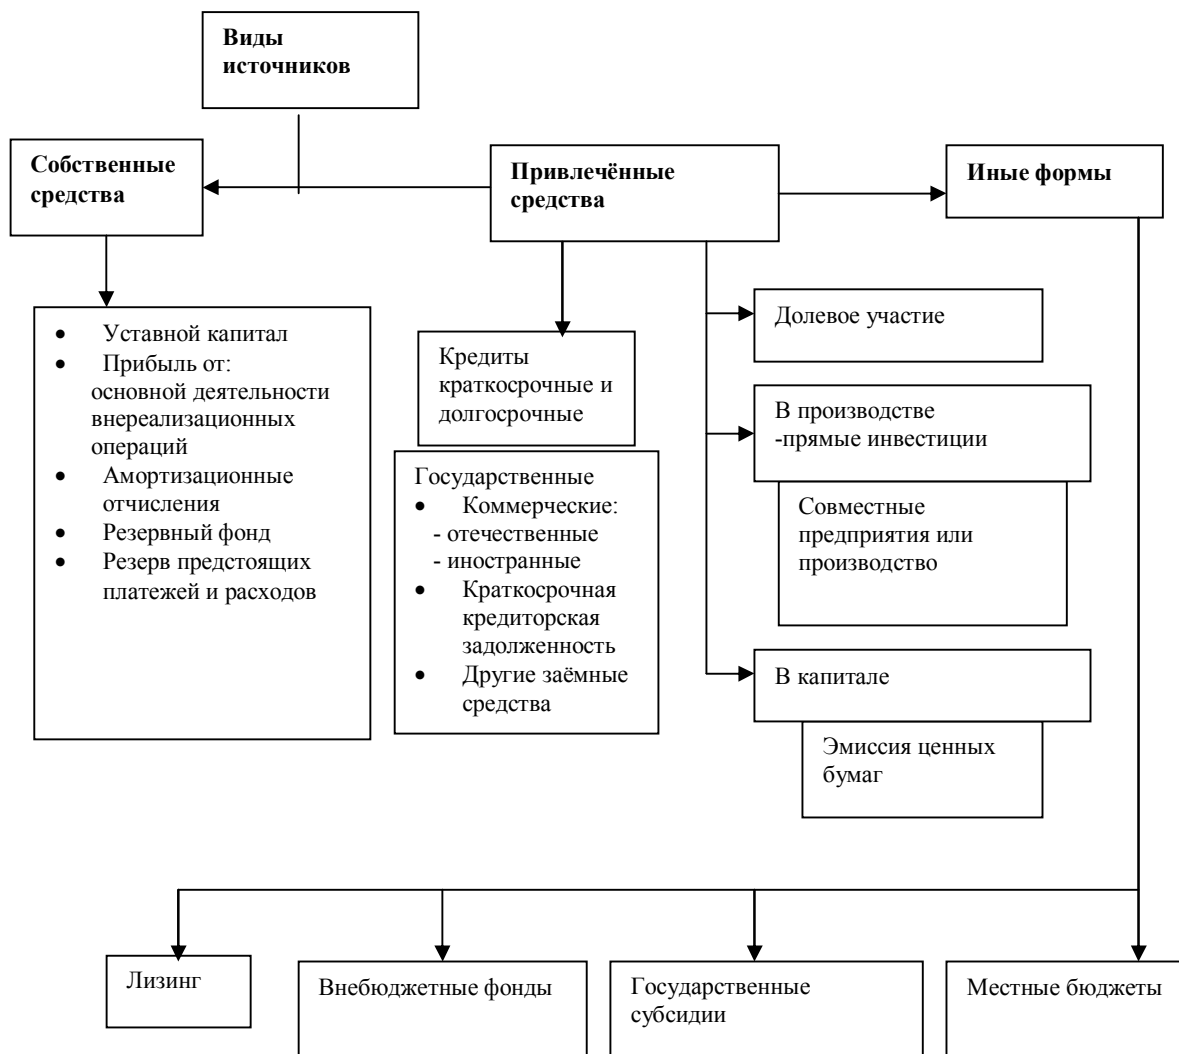 Виды
источников
Собственные
средства
Привлечённые
средства
Иные формы
• Уставной капитал
• Прибыль от:
основной деятельности
внереализационных
операций
• Амортизационные
отчисления
• Резервный фонд
• Резерв предстоящих
платежей и расходов
Кредиты
краткосрочные и
долгосрочные
Государственные
• Коммерческие:
- отечественные
- иностранные
• Краткосрочная
кредиторская
задолженность
• Другие заёмные
средства
Долевое участие
В производстве
-прямые инвестиции
Совместные
предприятия или
производство
В капитале
Эмиссия ценных
бумаг
Лизинг
Внебюджетные фонды
Государственные
субсидии
Местные бюджеты